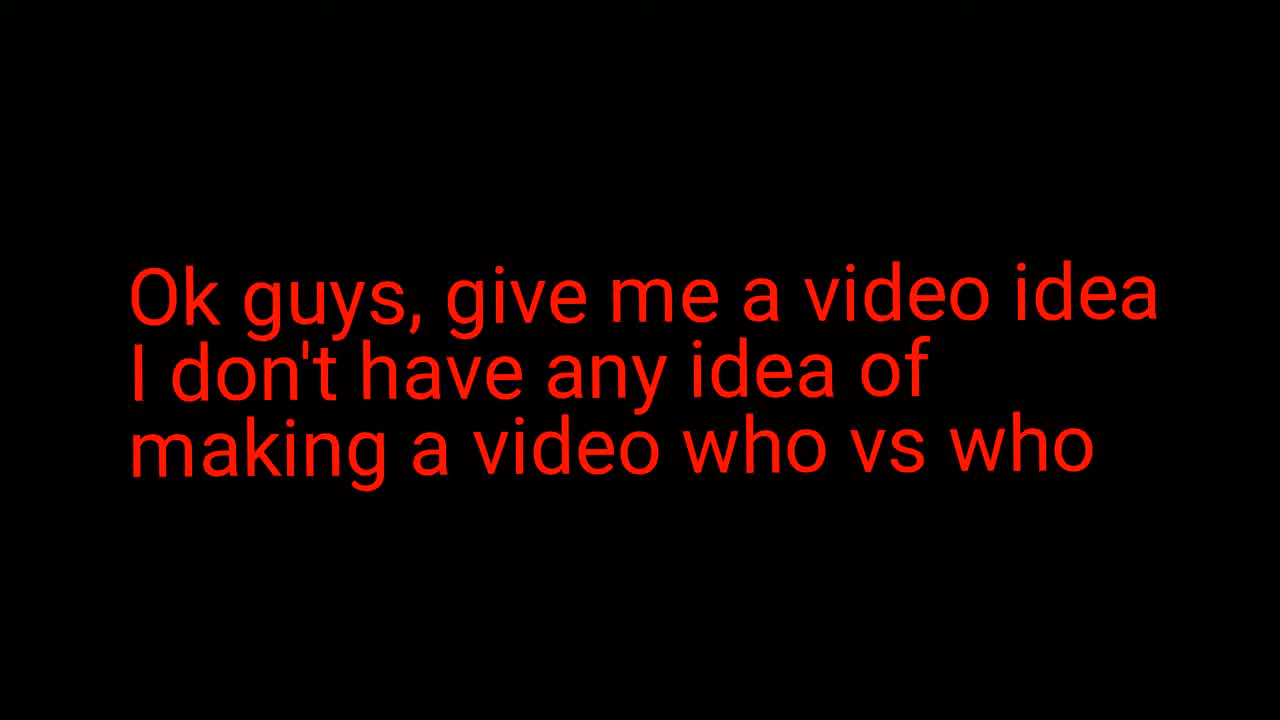 Ok guys, give me a video idea
I don't have any idea of
making a video who vs who